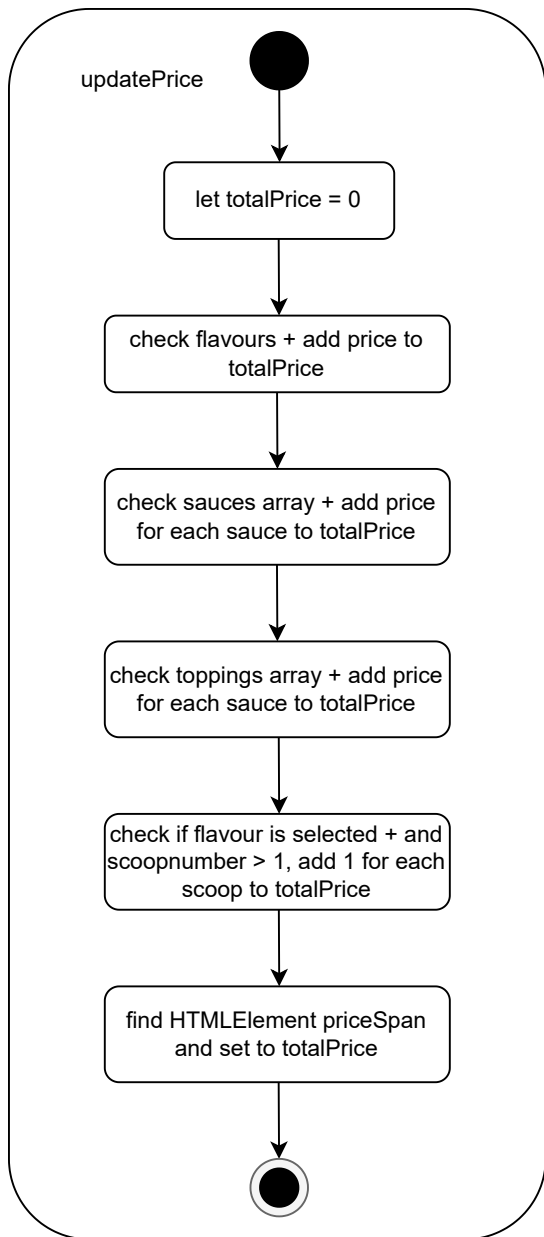 updatePrice
let totalPrice = 0
check flavours + add price to
totalPrice
check sauces array + add price
for each sauce to totalPrice
check toppings array + add price
for each sauce to totalPrice
check if flavour is selected + and
scoopnumber > 1, add 1 for each
scoop to totalPrice
find HTMLElement priceSpan
and set to totalPrice